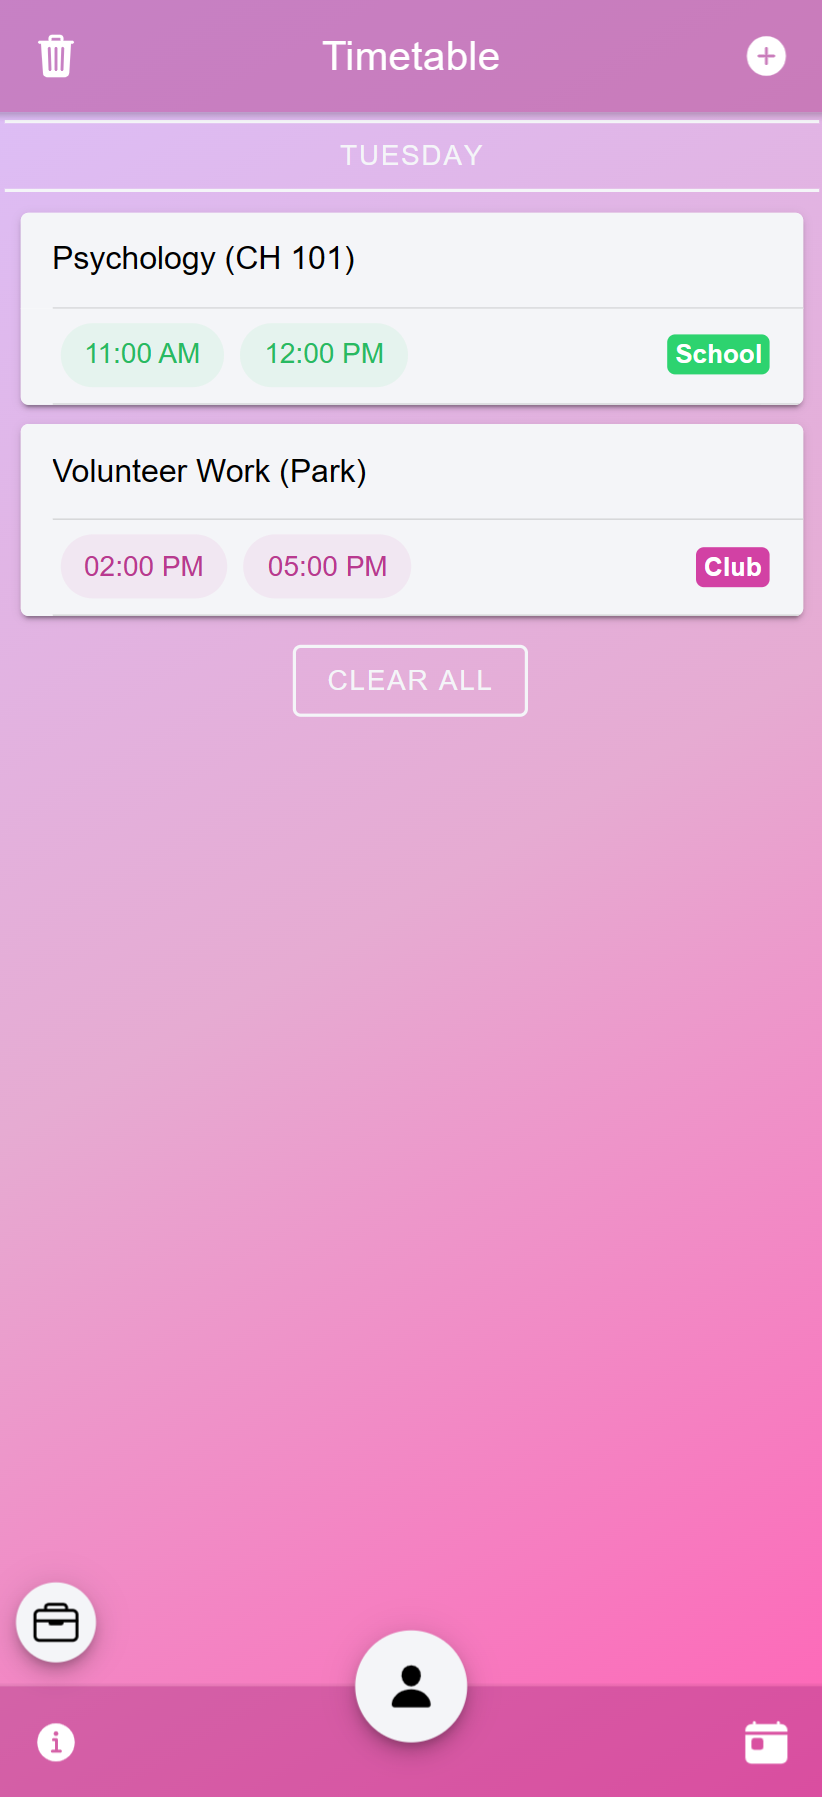 Timetable
TUESDAY
Psychology (CH 101)
11:00 AM 12:00 PM School
Volunteer Work (Park)
02:00 PM 05:00 PM Club
CLEAR ALL